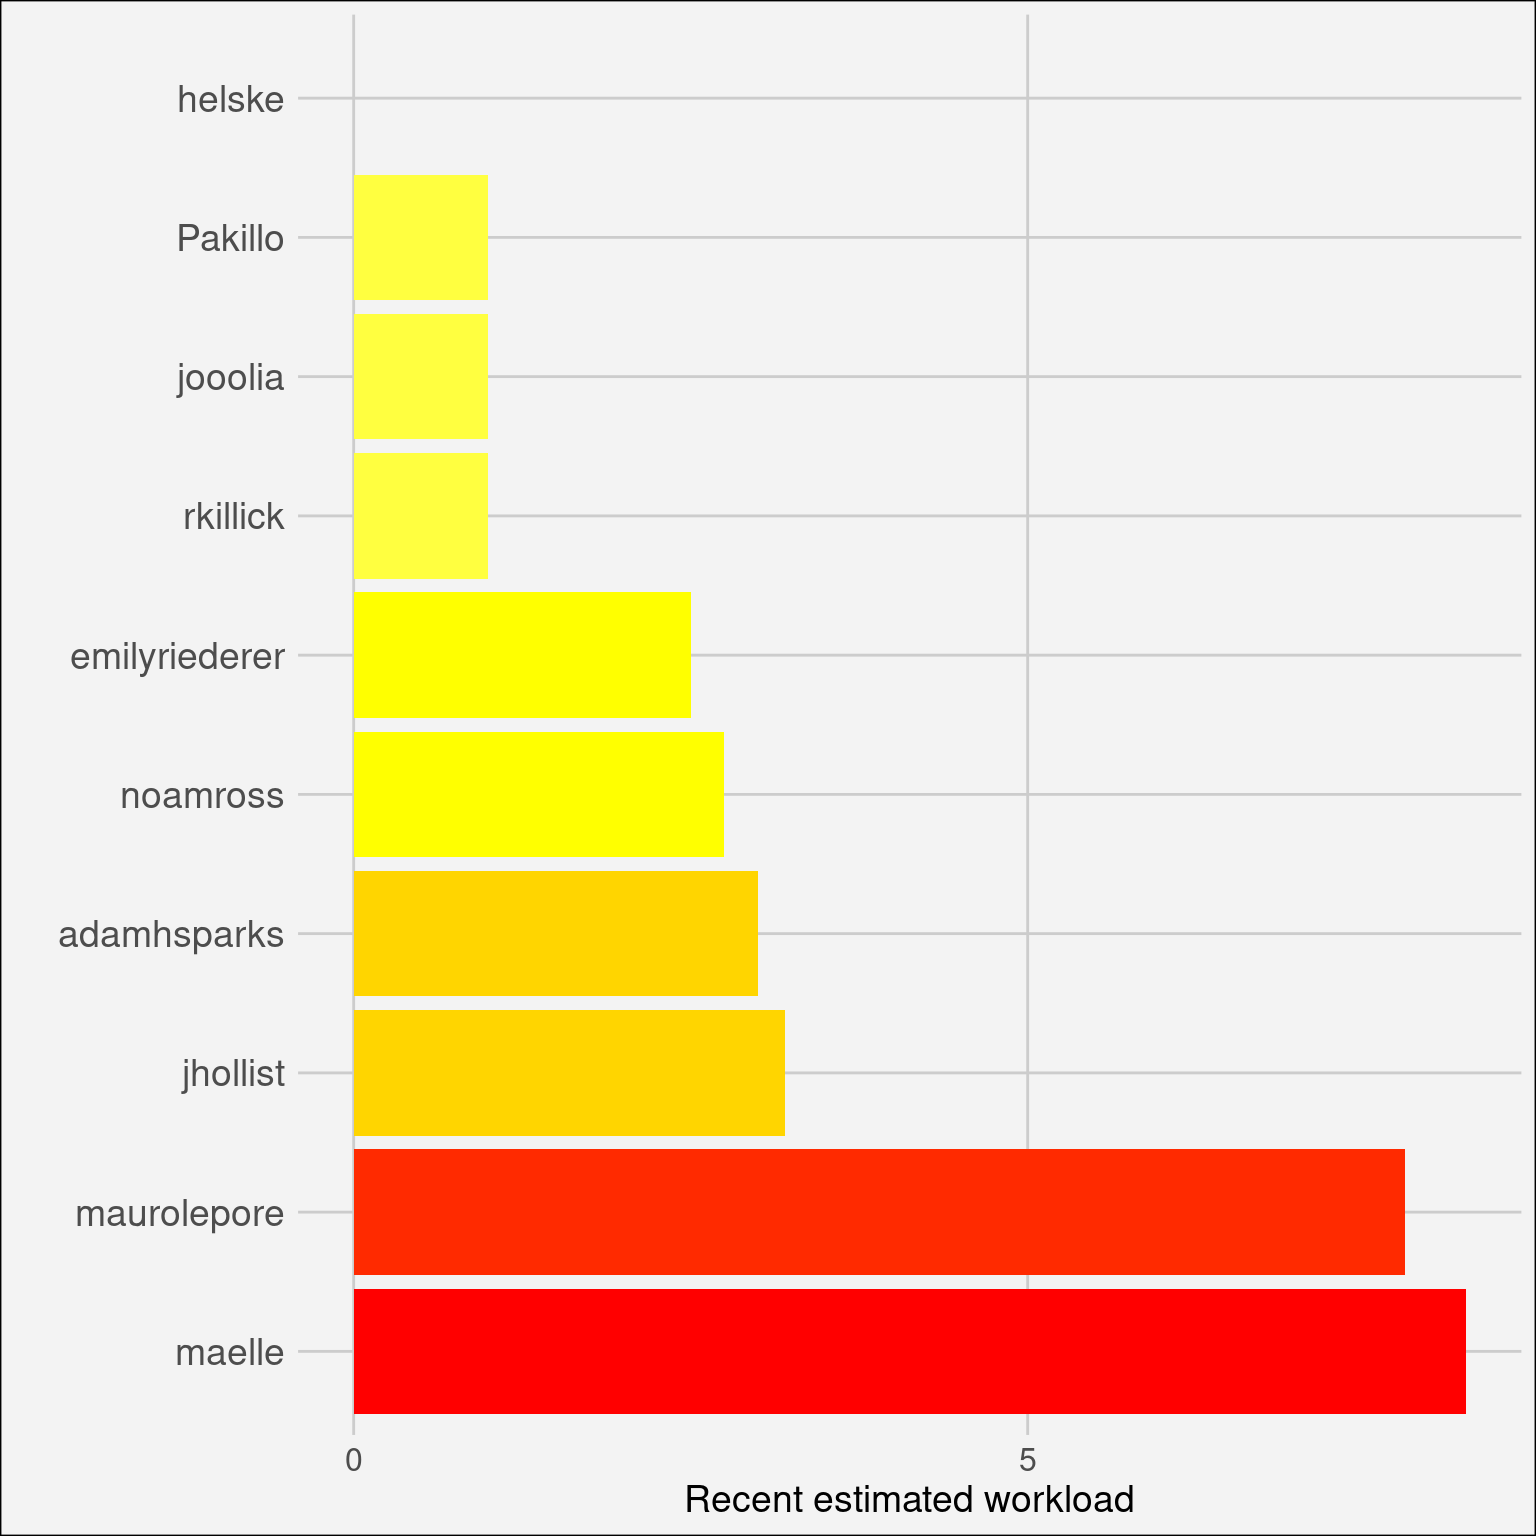 helske
Pakillo
jooolia
rkillick
emilyriederer
noamross
adamhsparks
jhollist
maurolepore
maelle
0 5
Recent estimated workload